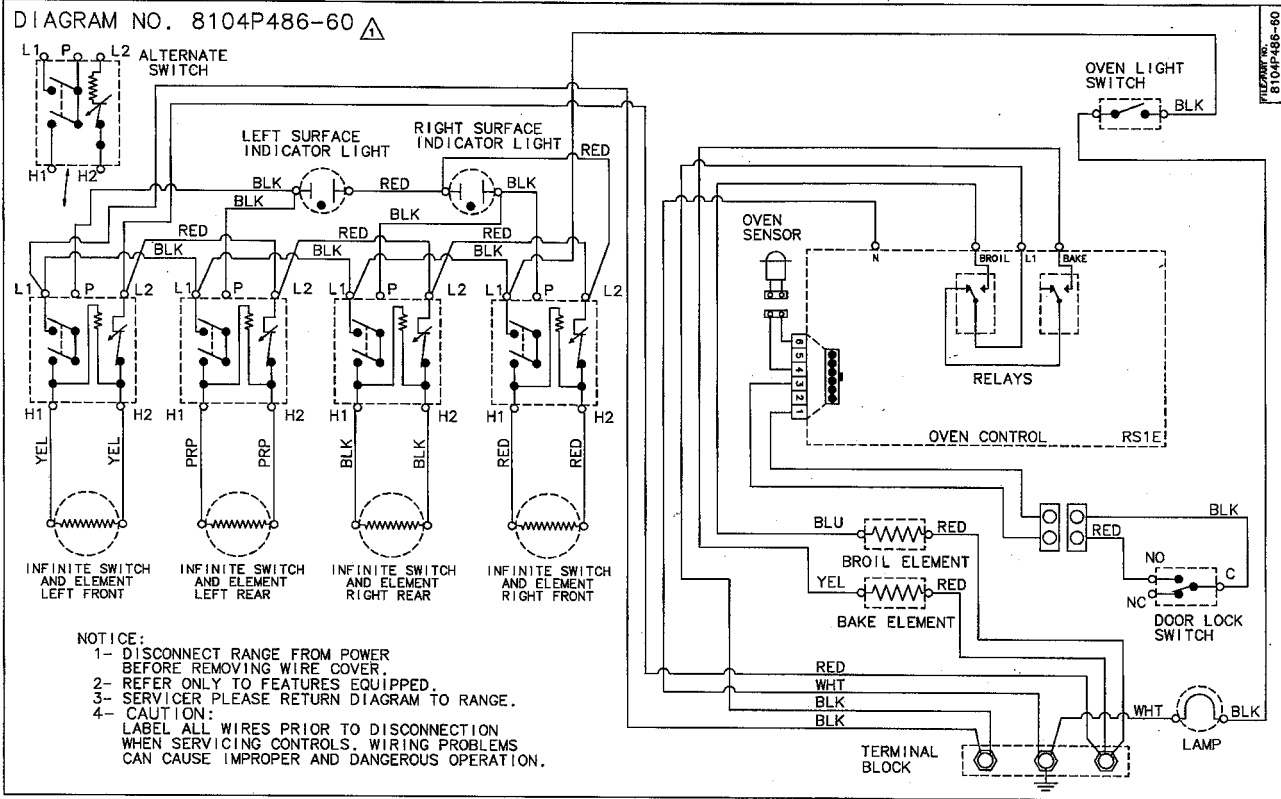 DIAGRAM NO. 8104P486-60 1
8104P486-60
L1 P L2 ALTERNATE
SWITCH
H1 H2
LEFT SURFACE
INDICATOR LIGHT
RIGHT SURFACE
INDICATOR LIGHT
RED
BLK RED BLK
BLK BLK
RED RED RED
BLK BLK BLK
L1 P L2 L1 P L2 L1 P L2 L1 P L2
H1 H2 H1 H2 H1 H2 H1 H2
YEL YEL PRP PRP BLK BLK RED RED
INFINITE SWITCH
AND ELEMENT
LEFT FRONT
INFINITE SWITCH
AND ELEMENT
LEFT REAR
INFINITE SWITCH
AND ELEMENT
RIGHT REAR
INFINITE SWITCH
AND ELEMENT
RIGHT FRONT
OVEN LIGHT
SWITCH
BLK
OVEN
SENSOR
N BROIL L1 BAKE
6
5
4
3
2
1
RELAYS
OVEN CONTROL RS1E
BLU RED
BROIL ELEMENT
YEL RED
BAKE ELEMENT
BLK
RED
NO
C
NC
DOOR LOCK
SWITCH
RED
WHT
BLK
BLK
WHT BLK
LAMP
TERMINAL
BLOCK
NOTICE:
1- DISCONNECT RANGE FROM POWER
BEFORE REMOVING WIRE COVER.
2- REFER ONLY TO FEATURES EQUIPPED.
3- SERVICER PLEASE RETURN DIAGRAM TO RANGE.
4- CAUTION:
LABEL ALL WIRES PRIOR TO DISCONNECTION
WHEN SERVICING CONTROLS. WIRING PROBLEMS
CAN CAUSE IMPROPER AND DANGEROUS OPERATION.